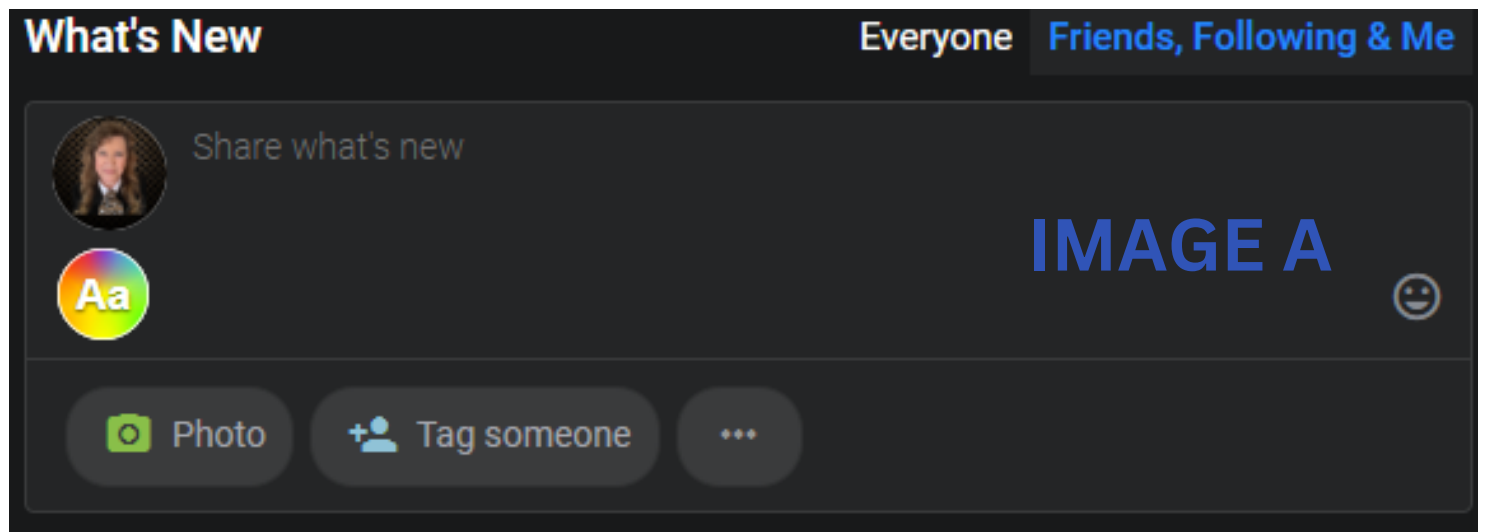 What's New
Everyone
Friends, Following & Me
Share what's new
IMAGE A
Aa
Photo
Tag someone